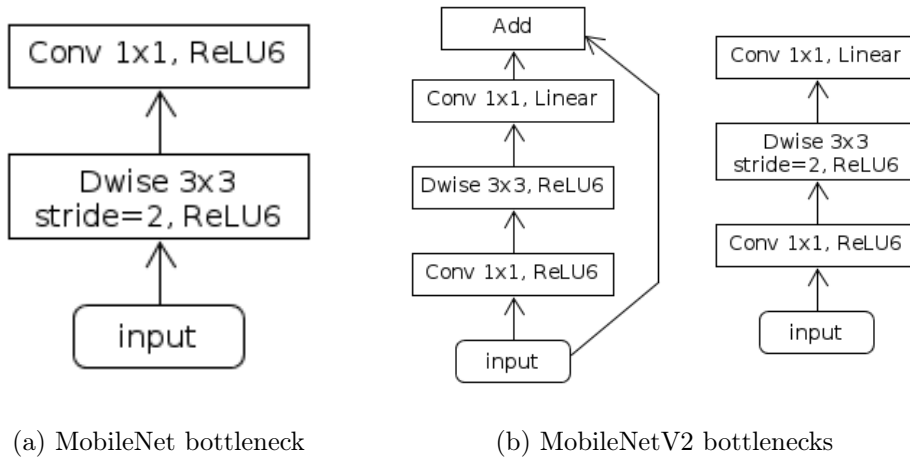 Conv 1x1, ReLU6
Dwise 3x3
stride=2, ReLU6
input
Add
Conv 1x1, Linear
Dwise 3x3, ReLU6
Conv 1x1, ReLU6
input
Conv 1x1, Linear
Dwise 3x3
stride=2, ReLU6
Conv 1x1, ReLU6
input
(a) MobileNet bottleneck
(b) MobileNetV2 bottlenecks